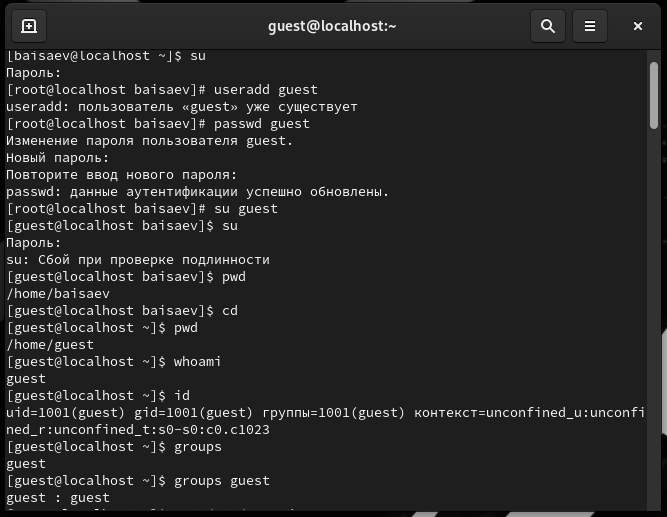 guest@localhost:~
[baisaev@localhost ~]$ su
Пароль:
[root@localhost baisaev]# useradd guest
useradd: пользователь «guest» уже существует
[root@localhost baisaev]# passwd guest
Изменение пароля пользователя guest.
Новый пароль:
Повторите ввод нового пароля:
passwd: данные аутентификации успешно обновлены.
[root@localhost baisaev]# su guest
[guest@localhost baisaev]$ su
Пароль:
su: Сбой при проверке подлинности
[guest@localhost baisaev]$ pwd
/home/baisaev
[guest@localhost baisaev]$ cd
[guest@localhost ~]$ pwd
/home/guest
[guest@localhost ~]$ whoami
guest
[guest@localhost ~]$ id
uid=1001(guest) gid=1001(guest) группы=1001(guest) контекст=unconfined_u:unconfi
ned_r:unconfined_t:s0-s0:c0.c1023
[guest@localhost ~]$ groups
guest
[guest@localhost ~]$ groups guest
guest : guest